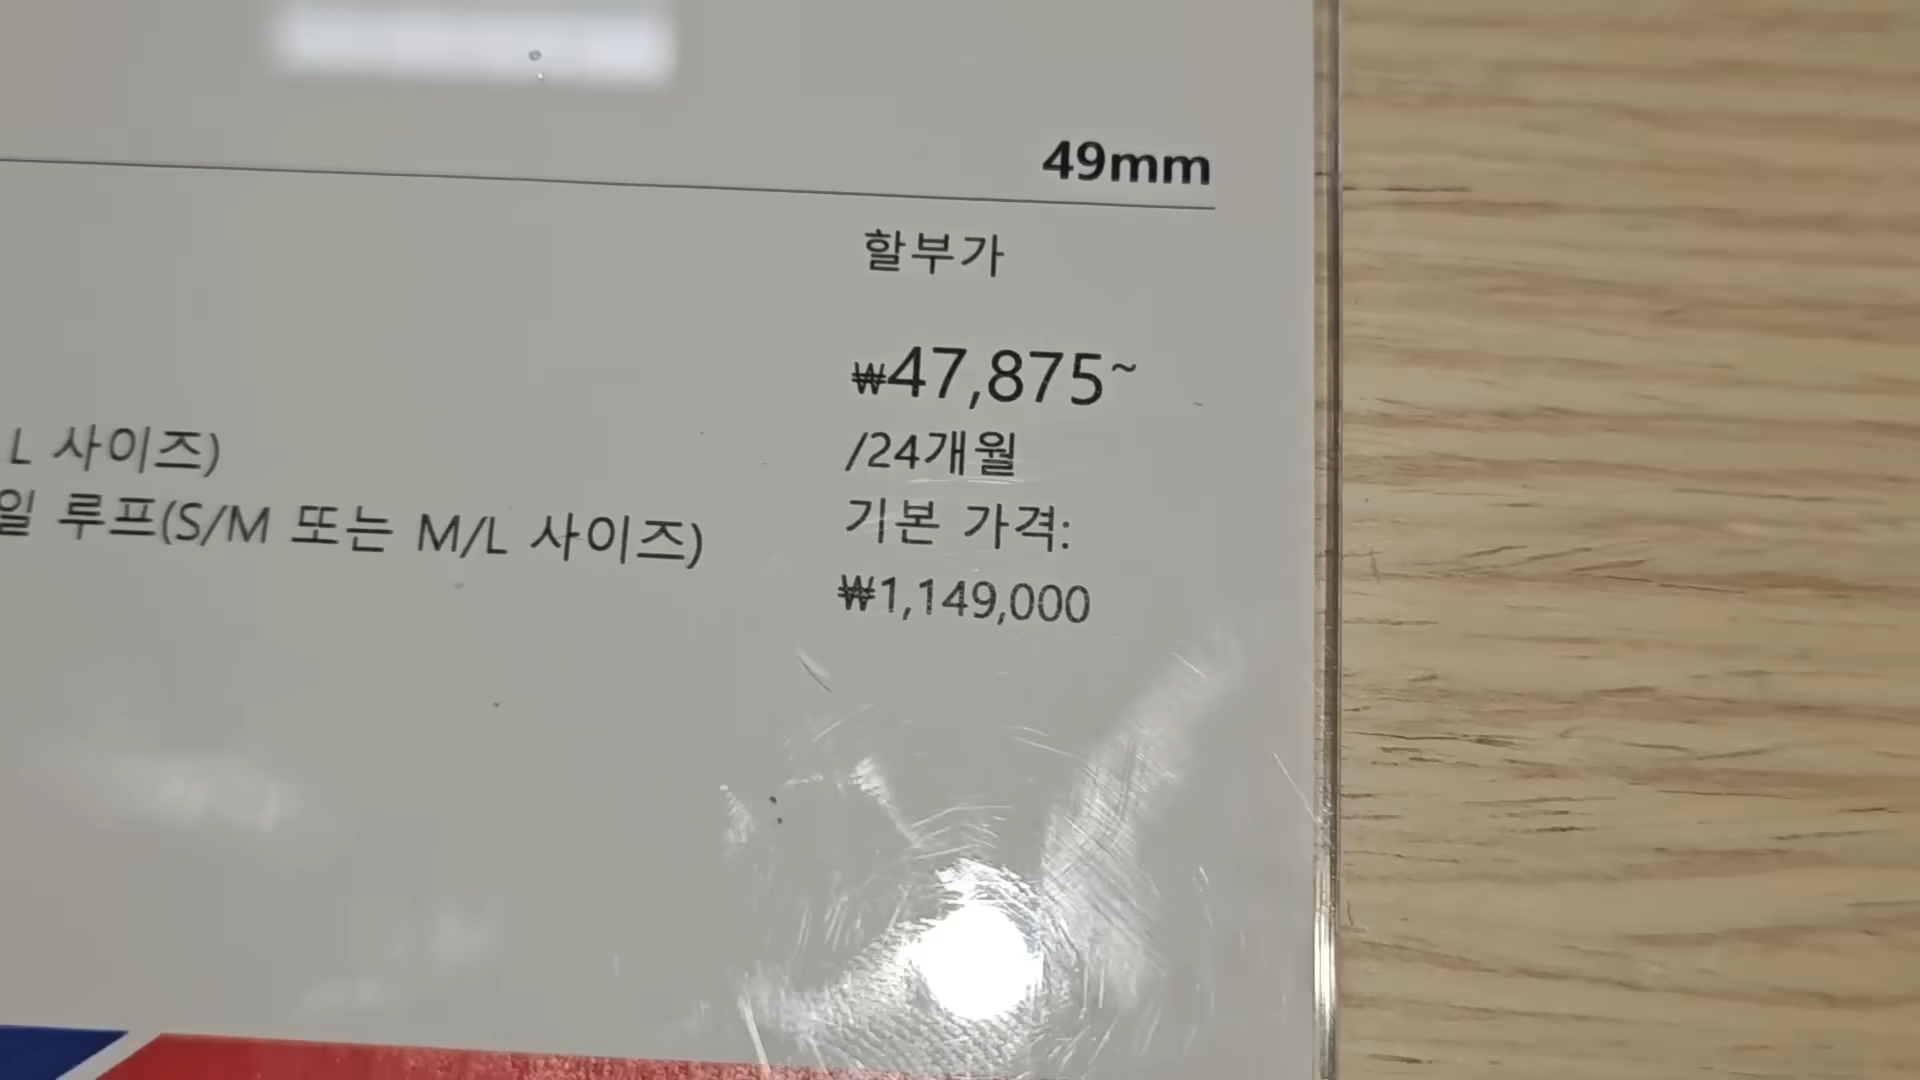 49mm
할부가
₩47,875~
/24개월
L 사이즈)
루프(S/M 또는 M/L 사이즈)
기본 가격:
₩1,149,000